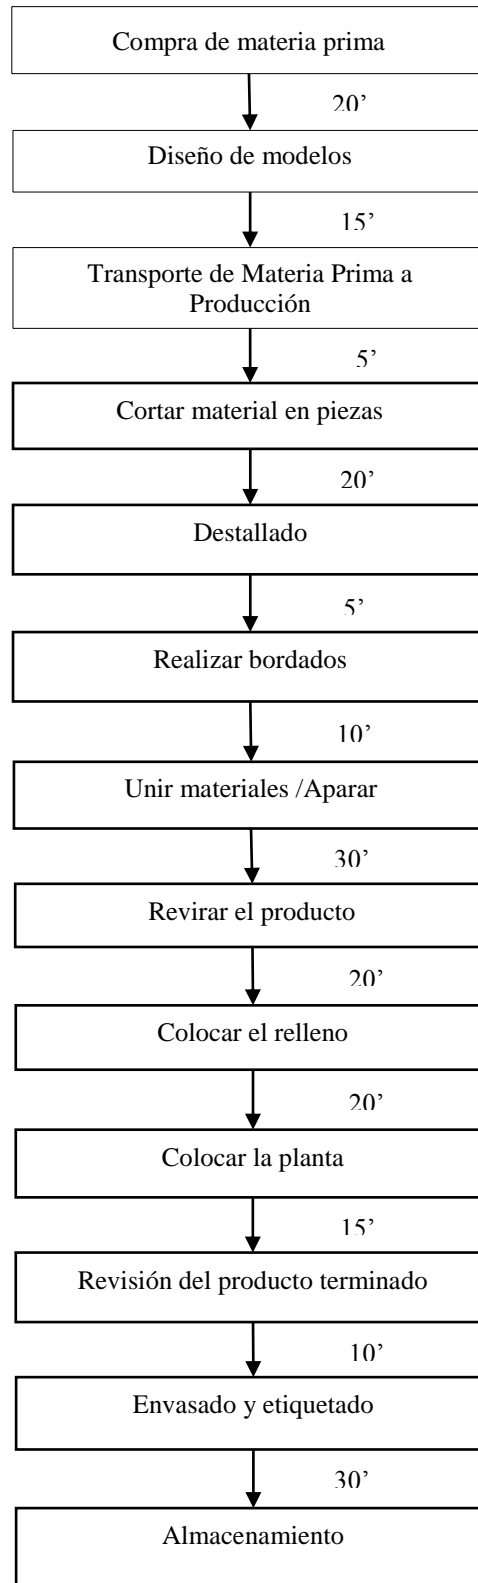 Compra de materia prima
20’
Diseño de modelos
15’
Transporte de Materia Prima a
Producción
5’
Cortar material en piezas
20’
Destallado
5’
Realizar bordados
10’
Unir materiales /Aparar
30’
Revirar el producto
20’
Colocar el relleno
20’
Colocar la planta
15’
Revisión del producto terminado
10’
Envasado y etiquetado
30’
Almacenamiento